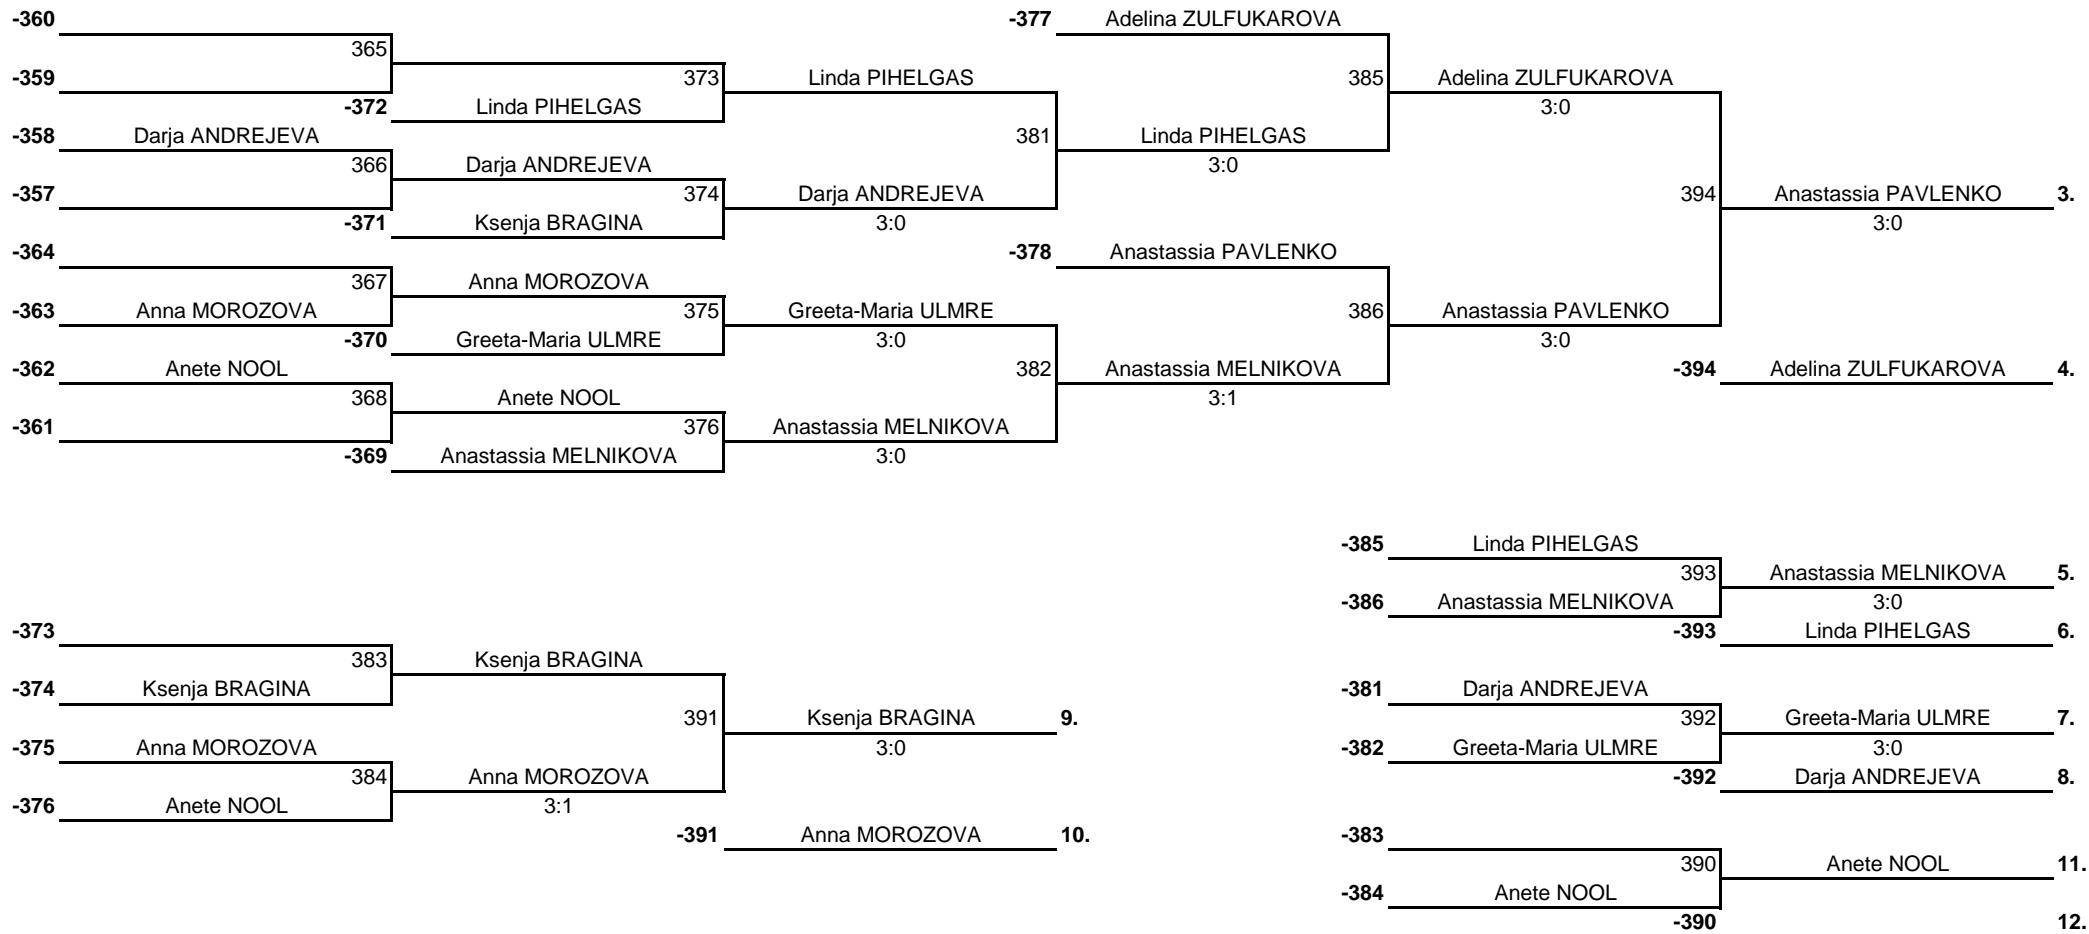 -360
-377 Adelina ZULFUKAROVA
365
-359 373 Linda PIHELGAS 385 Adelina ZULFUKAROVA
-372 Linda PIHELGAS 3:0
-358 Darja ANDREJEVA 381 Linda PIHELGAS
366 Darja ANDREJEVA 3:0
-357 374 Darja ANDREJEVA 394 Anastassia PAVLENKO 3.
-371 Ksenja BRAGINA 3:0 3:0
-364 -378 Anastassia PAVLENKO
367 Anna MOROZOVA
-363 Anna MOROZOVA 375 Greeta-Maria ULMRE 386 Anastassia PAVLENKO
-370 Greeta-Maria ULMRE 3:0 3:0
-362 Anete NOOL 382 Anastassia MELNIKOVA -394 Adelina ZULFUKAROVA 4.
368 Anete NOOL 3:1
-361 376 Anastassia MELNIKOVA
-369 Anastassia MELNIKOVA 3:0
-385 Linda PIHELGAS
393 Anastassia MELNIKOVA 5.
-386 Anastassia MELNIKOVA 3:0
-373 -393 Linda PIHELGAS 6.
383 Ksenja BRAGINA
-374 Ksenja BRAGINA -381 Darja ANDREJEVA
391 Ksenja BRAGINA 9. 392 Greeta-Maria ULMRE 7.
-375 Anna MOROZOVA 3:0 -382 Greeta-Maria ULMRE 3:0
384 Anna MOROZOVA -392 Darja ANDREJEVA 8.
-376 Anete NOOL 3:1
-391 Anna MOROZOVA 10. -383
390 Anete NOOL 11.
-384 Anete NOOL
-390 12.